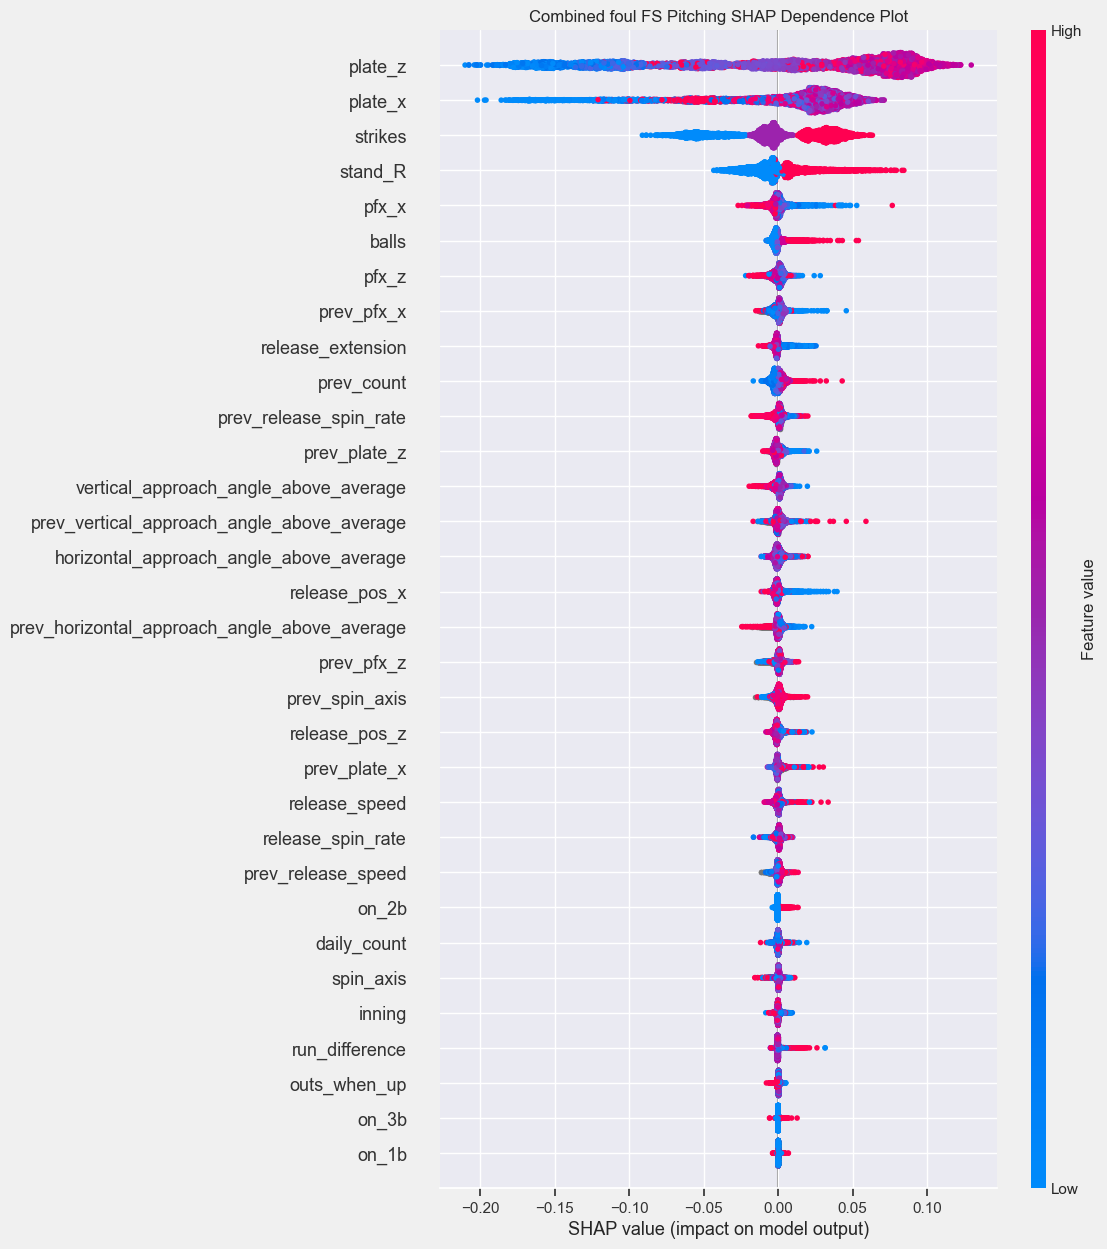 Combined foul FS Pitching SHAP Dependence Plot
High
plate_z
plate_x
strikes
stand_R
pfx_x
balls
pfx_z
prev_pfx_x
release_extension
prev_count
prev_release_spin_rate
prev_plate_z
vertical_approach_angle_above_average
prev_vertical_approach_angle_above_average
horizontal_approach_angle_above_average
release_pos_x
prev_horizontal_approach_angle_above_average
prev_pfx_z
prev_spin_axis
release_pos_z
prev_plate_x
release_speed
release_spin_rate
prev_release_speed
on_2b
daily_count
spin_axis
inning
run_difference
outs_when_up
on_3b
on_1b
Feature value
Low
−0.20 −0.15 −0.10 −0.05 0.00 0.05 0.10
SHAP value (impact on model output)